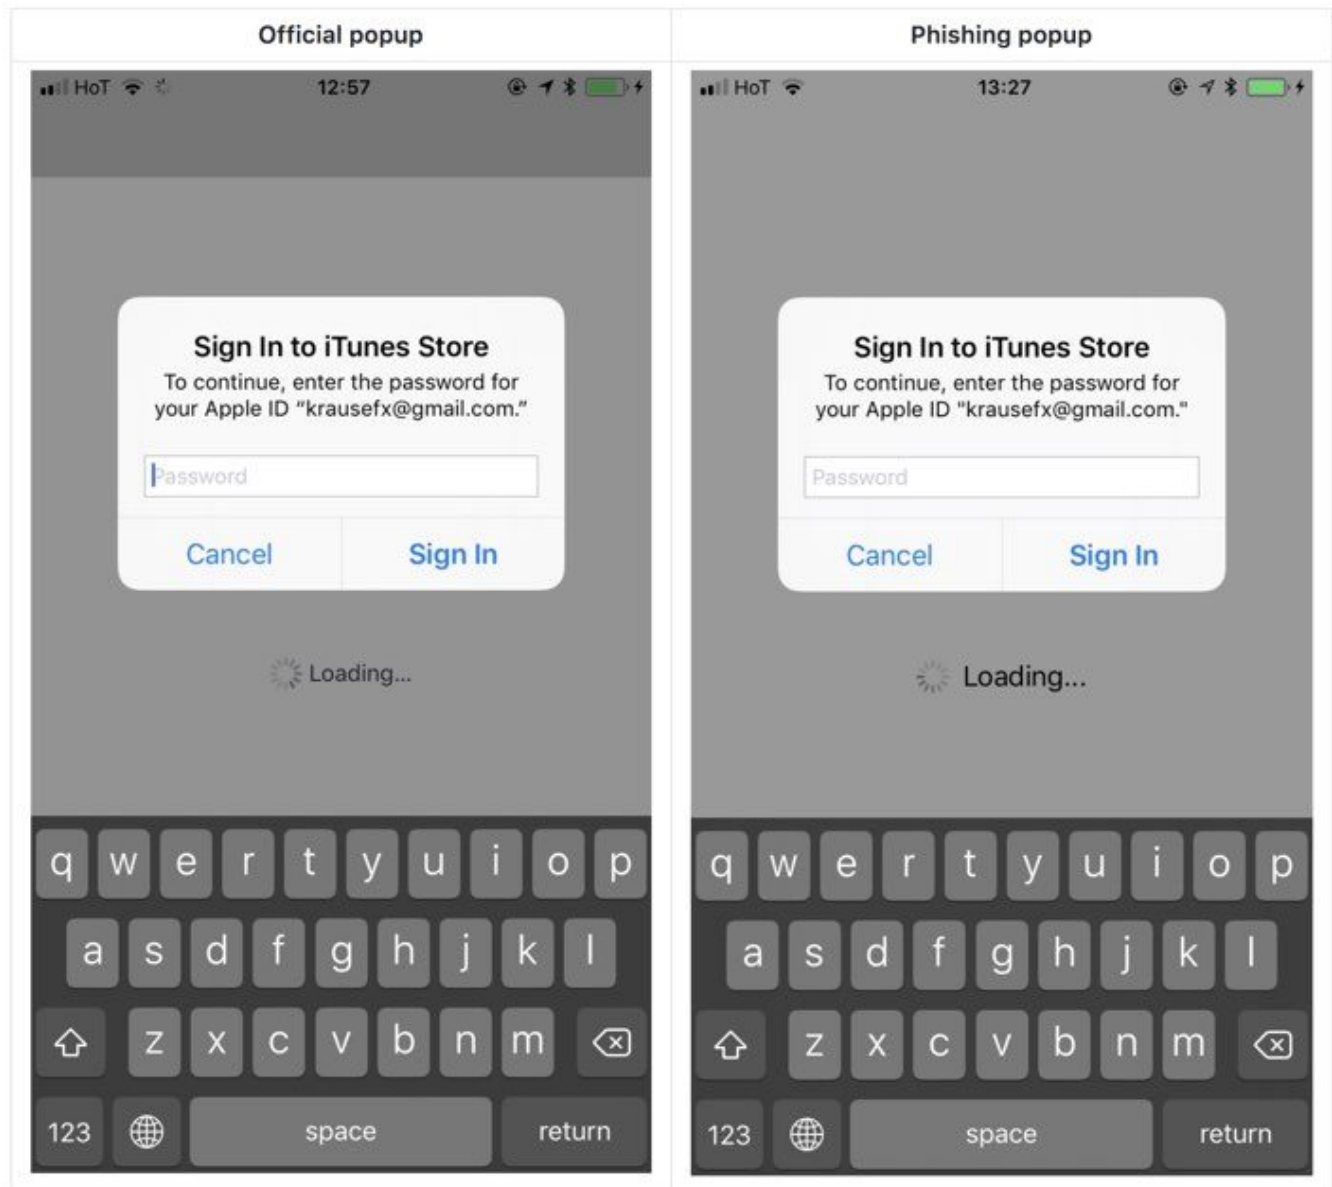 Official popup
Phishing popup
HoT 12:57
Sign In to iTunes Store
To continue, enter the password for
your Apple ID “krausefx@gmail.com.”
Password
Cancel Sign In
Loading...
q w e r t y u i o p
a s d f g h j k l
z x c v b n m
123 space return
HoT 13:27
Sign In to iTunes Store
To continue, enter the password for
your Apple ID "krausefx@gmail.com."
Password
Cancel Sign In
Loading...
q w e r t y u i o p
a s d f g h j k l
z x c v b n m
123 space return